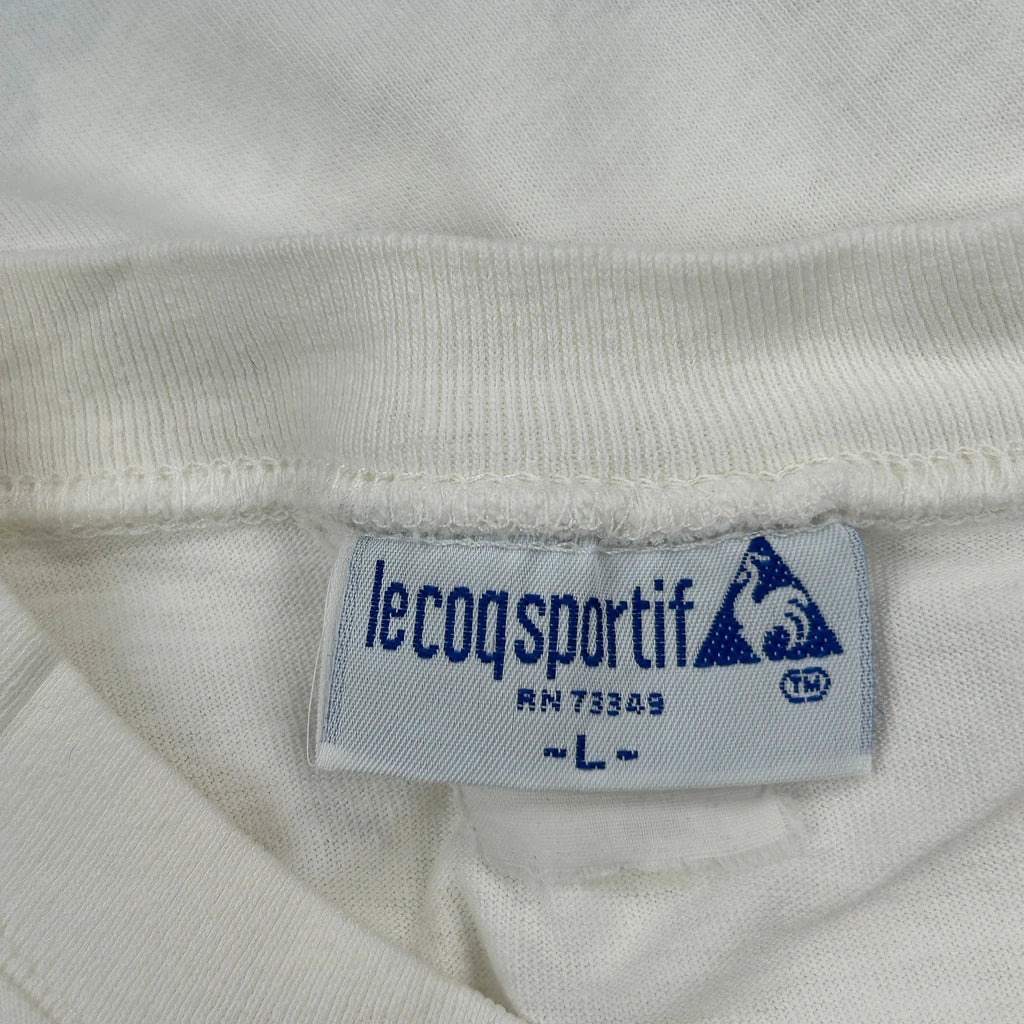 lecoqsportif
TM
RN 73349
-L-